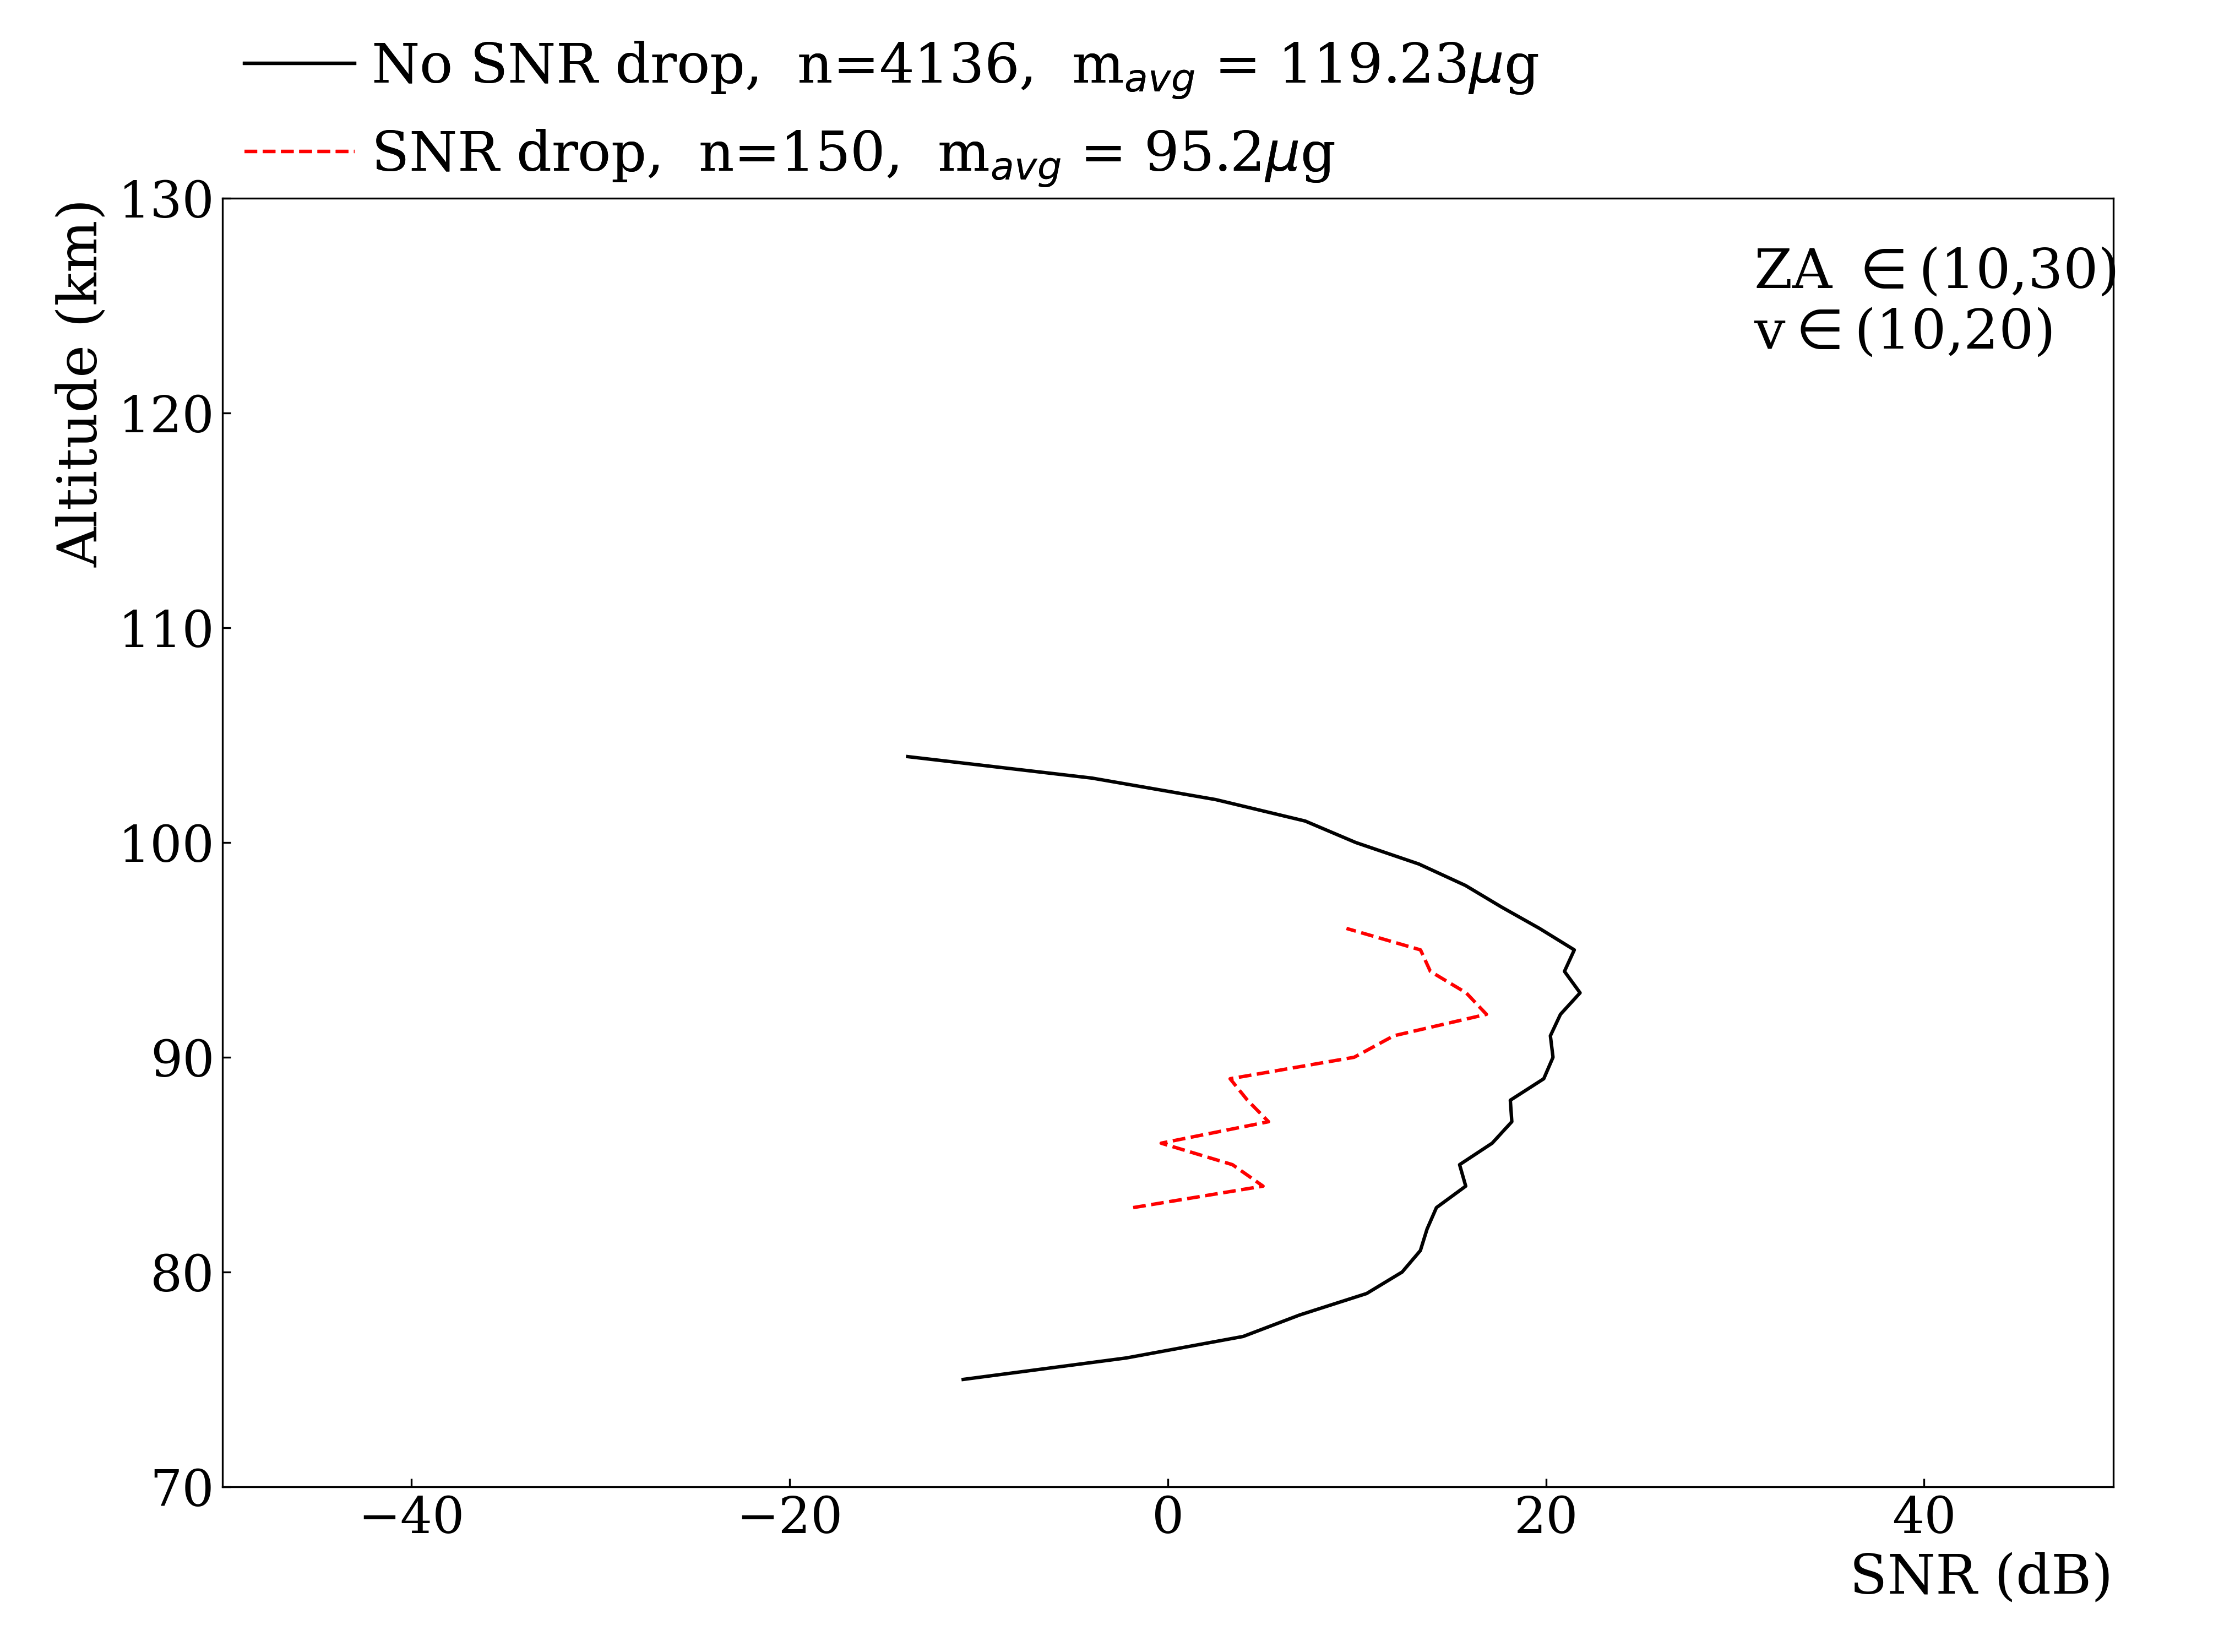 No SNR drop, n=4136, m_avg = 119.23μg
SNR drop, n=150, m_avg = 95.2μg
Altitude (km)
130
120
110
100
90
80
70
ZA ∈(10,30)
v∈(10,20)
−40 −20 0 20 40
SNR (dB)